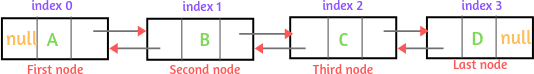 index 0 index 1 index 2 index 3
null A B C D null
First node Second node Third node Last node